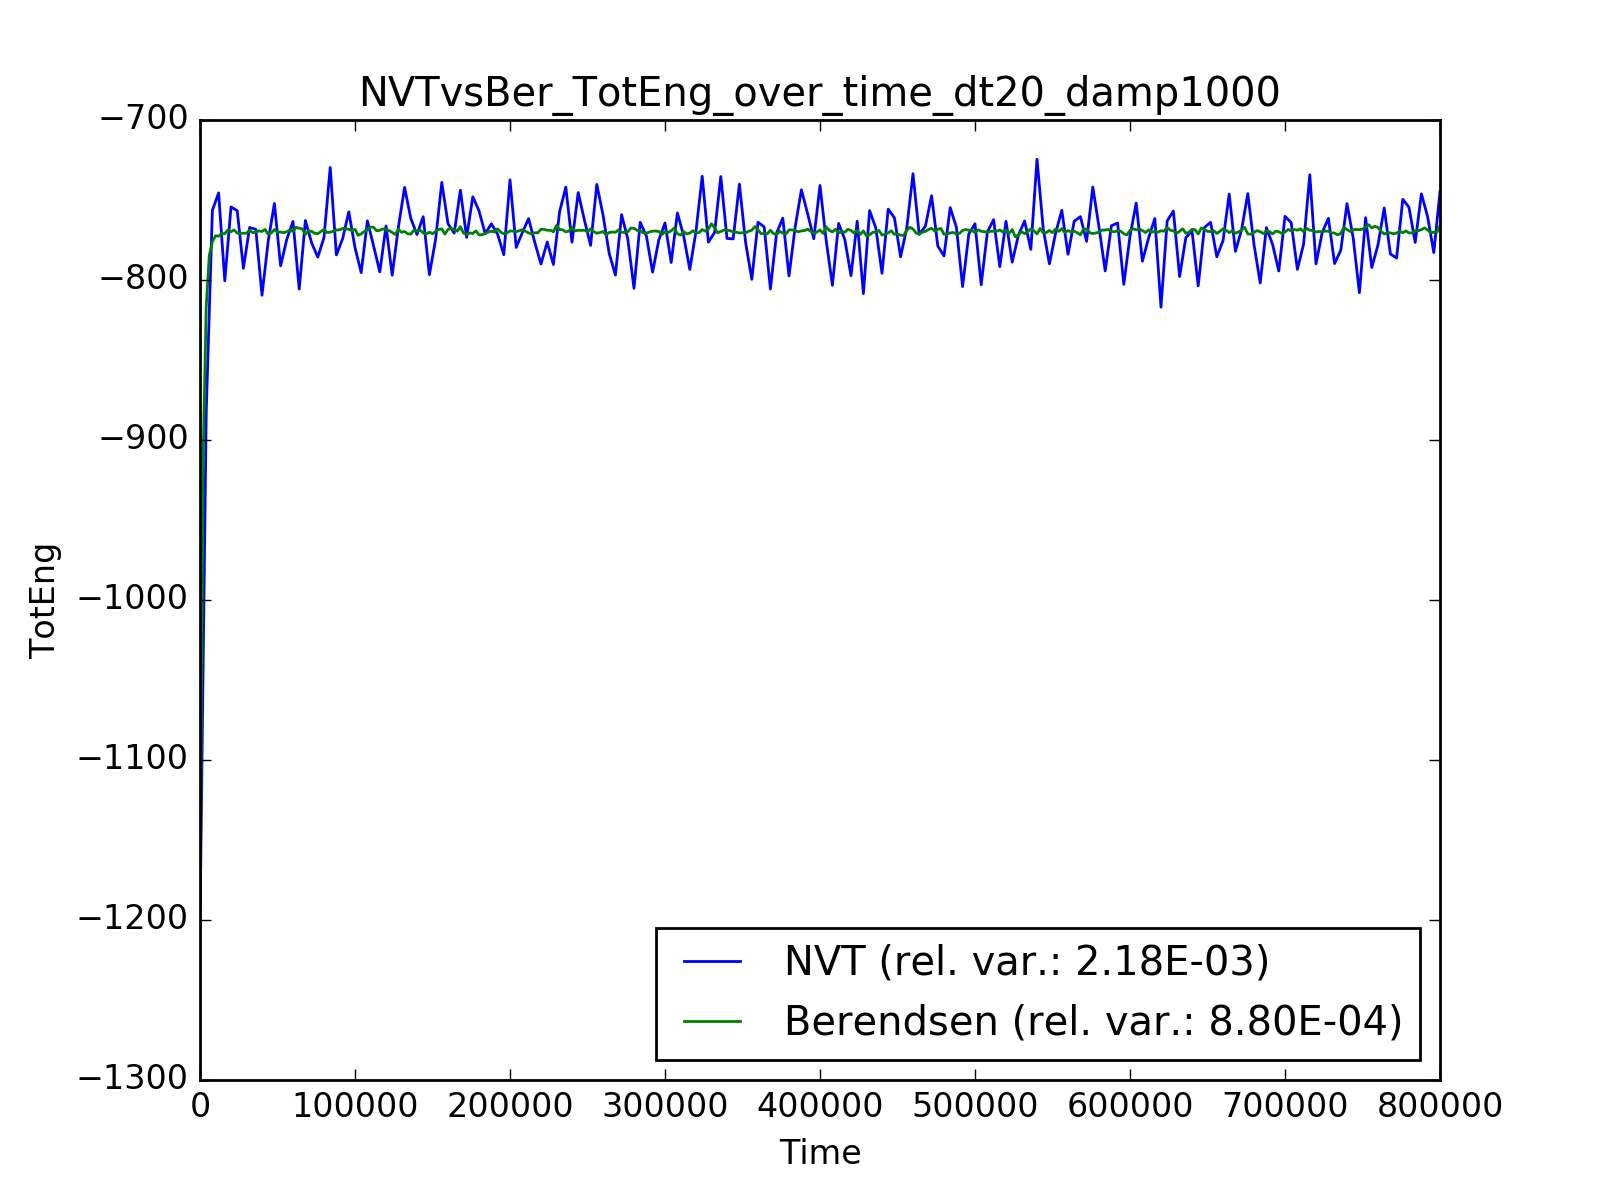 NVTvsBer_TotEng_over_time_dt20_damp1000
−700
−800
−900
−1000
−1100
−1200
−1300
TotEng
NVT (rel. var.: 2.18E-03)
Berendsen (rel. var.: 8.80E-04)
0 100000 200000 300000 400000 500000 600000 700000 800000
Time